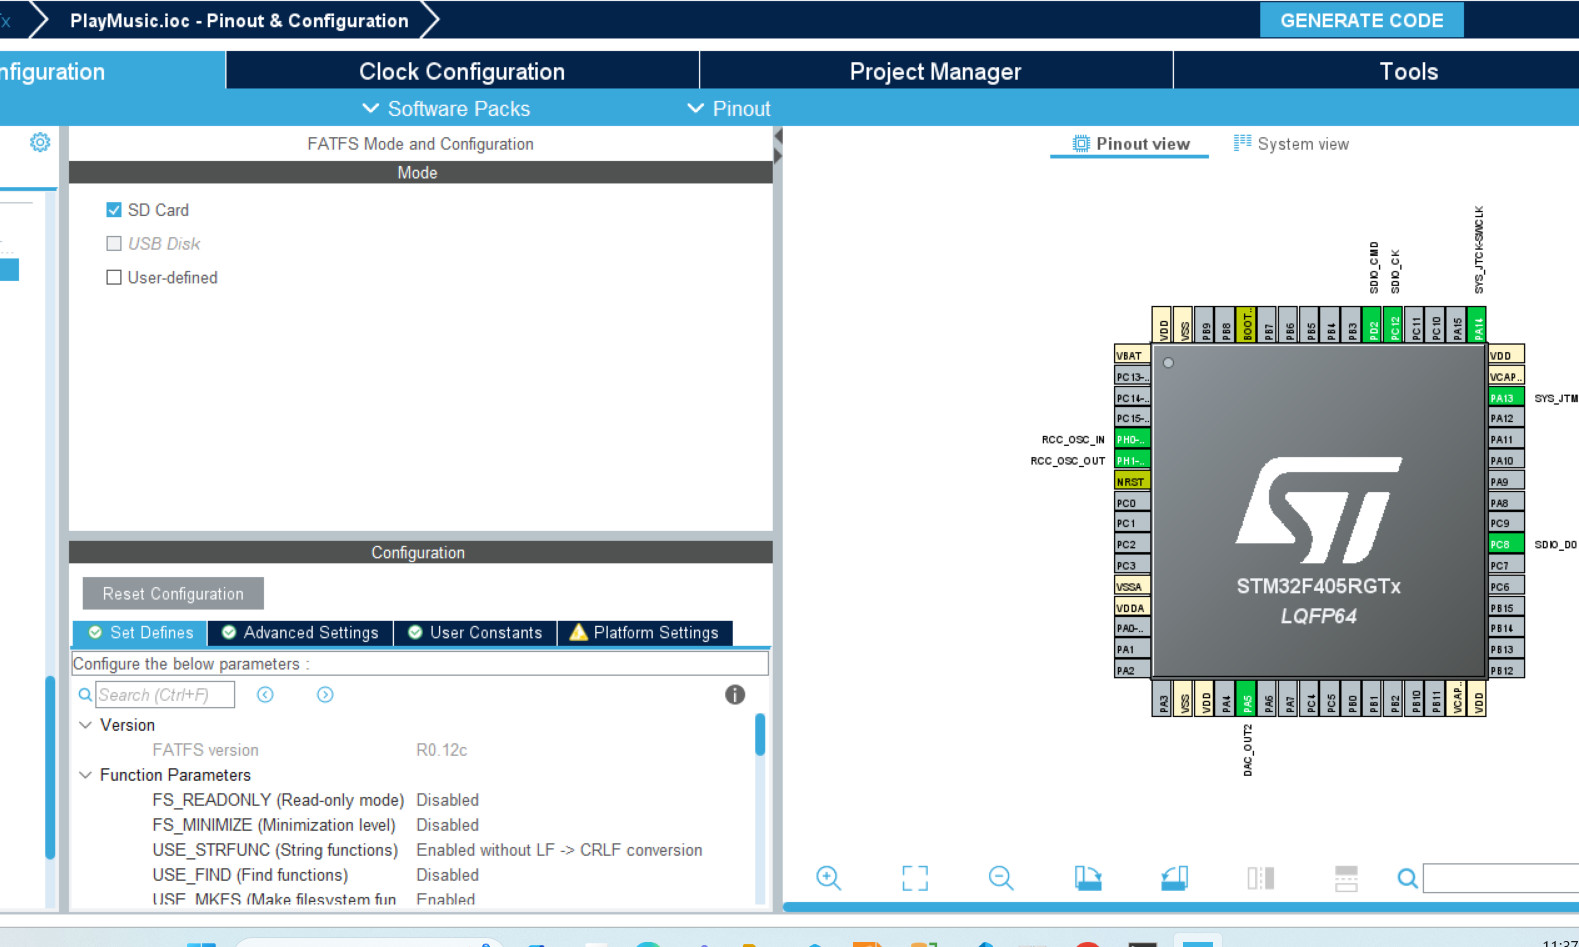 PlayMusic.ioc - Pinout & Configuration
GENERATE CODE
nfiguration
Clock Configuration
Project Manager
Tools
Software Packs
Pinout
FATFS Mode and Configuration
Mode
SD Card
USB Disk
User-defined
Configuration
Reset Configuration
Set Defines
Advanced Settings
User Constants
Platform Settings
Configure the below parameters :
Search (Ctrl+F)
Version
FATFS version R0.12c
Function Parameters
FS_READONLY (Read-only mode) Disabled
FS_MINIMIZE (Minimization level) Disabled
USE_STRFUNC (String functions) Enabled without LF -> CRLF conversion
USE_FIND (Find functions) Disabled
USE_MKFS (Make filesystem fun Enabled
Pinout view
System view
SDIO_CMD
SDIO_CK
SYS_JTCK-SWCLK
VDD
VSS
PB9
PB8
BOOT..
PB7
PB6
PB5
PB4
PB3
PD2
PC12
PC11
PC10
PA15
PA14
VBAT
PC13-..
PC14-..
PC15-..
RCC_OSC_IN PH0-..
RCC_OSC_OUT PH1-..
NRST
PC0
PC1
PC2
PC3
VSSA
VDDA
PA0-..
PA1
PA2
STM32F405RGTx
LQFP64
VDD
VCAP..
PA13 SYS_JTM
PA12
PA11
PA10
PA9
PA8
PC9
PC8 SDIO_D0
PC7
PC6
PB15
PB14
PB13
PB12
PA3
VSS
VDD
PA4
PA5
PA6
PA7
PC4
PC5
PB0
PB1
PB2
PB10
PB11
VCAP..
VDD
DAC_OUT2
11:37